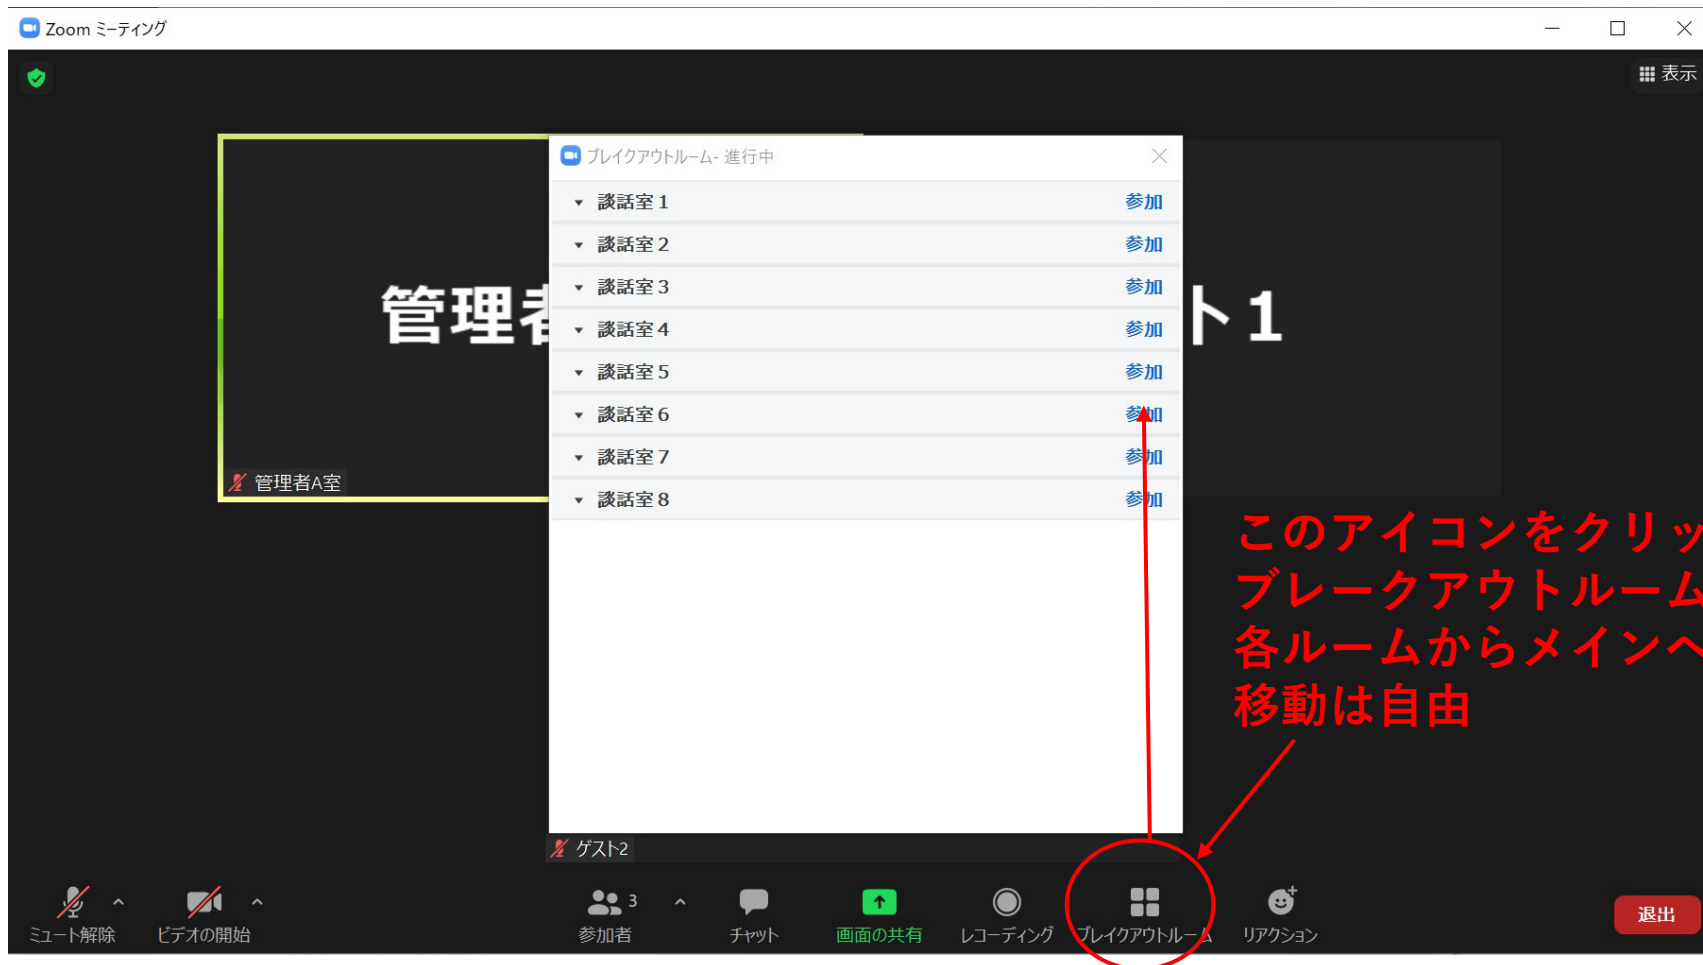 Zoom ミーティング
表示
ブレイクアウトルーム- 進行中
談話室1 参加
談話室2 参加
談話室3 参加
談話室4 参加
談話室5 参加
談話室6 参加
談話室7 参加
談話室8 参加
管理者
ト1
管理者A室
このアイコンをクリッ
ブレークアウトルーム
各ルームからメインへ
移動は自由
ゲスト2
3
ミュート解除 ビデオの開始 参加者 チャット 画面の共有 レコーディング ブレイクアウトルーム リアクション 退出